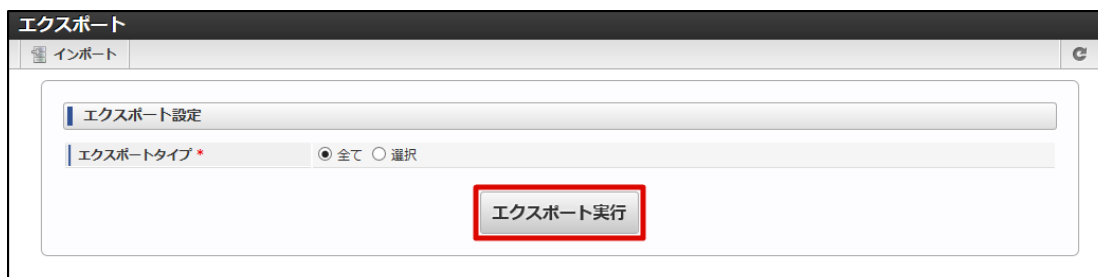 エクスポート
インポート
エクスポート設定
エクスポートタイプ * 全て 選択
エクスポート実行